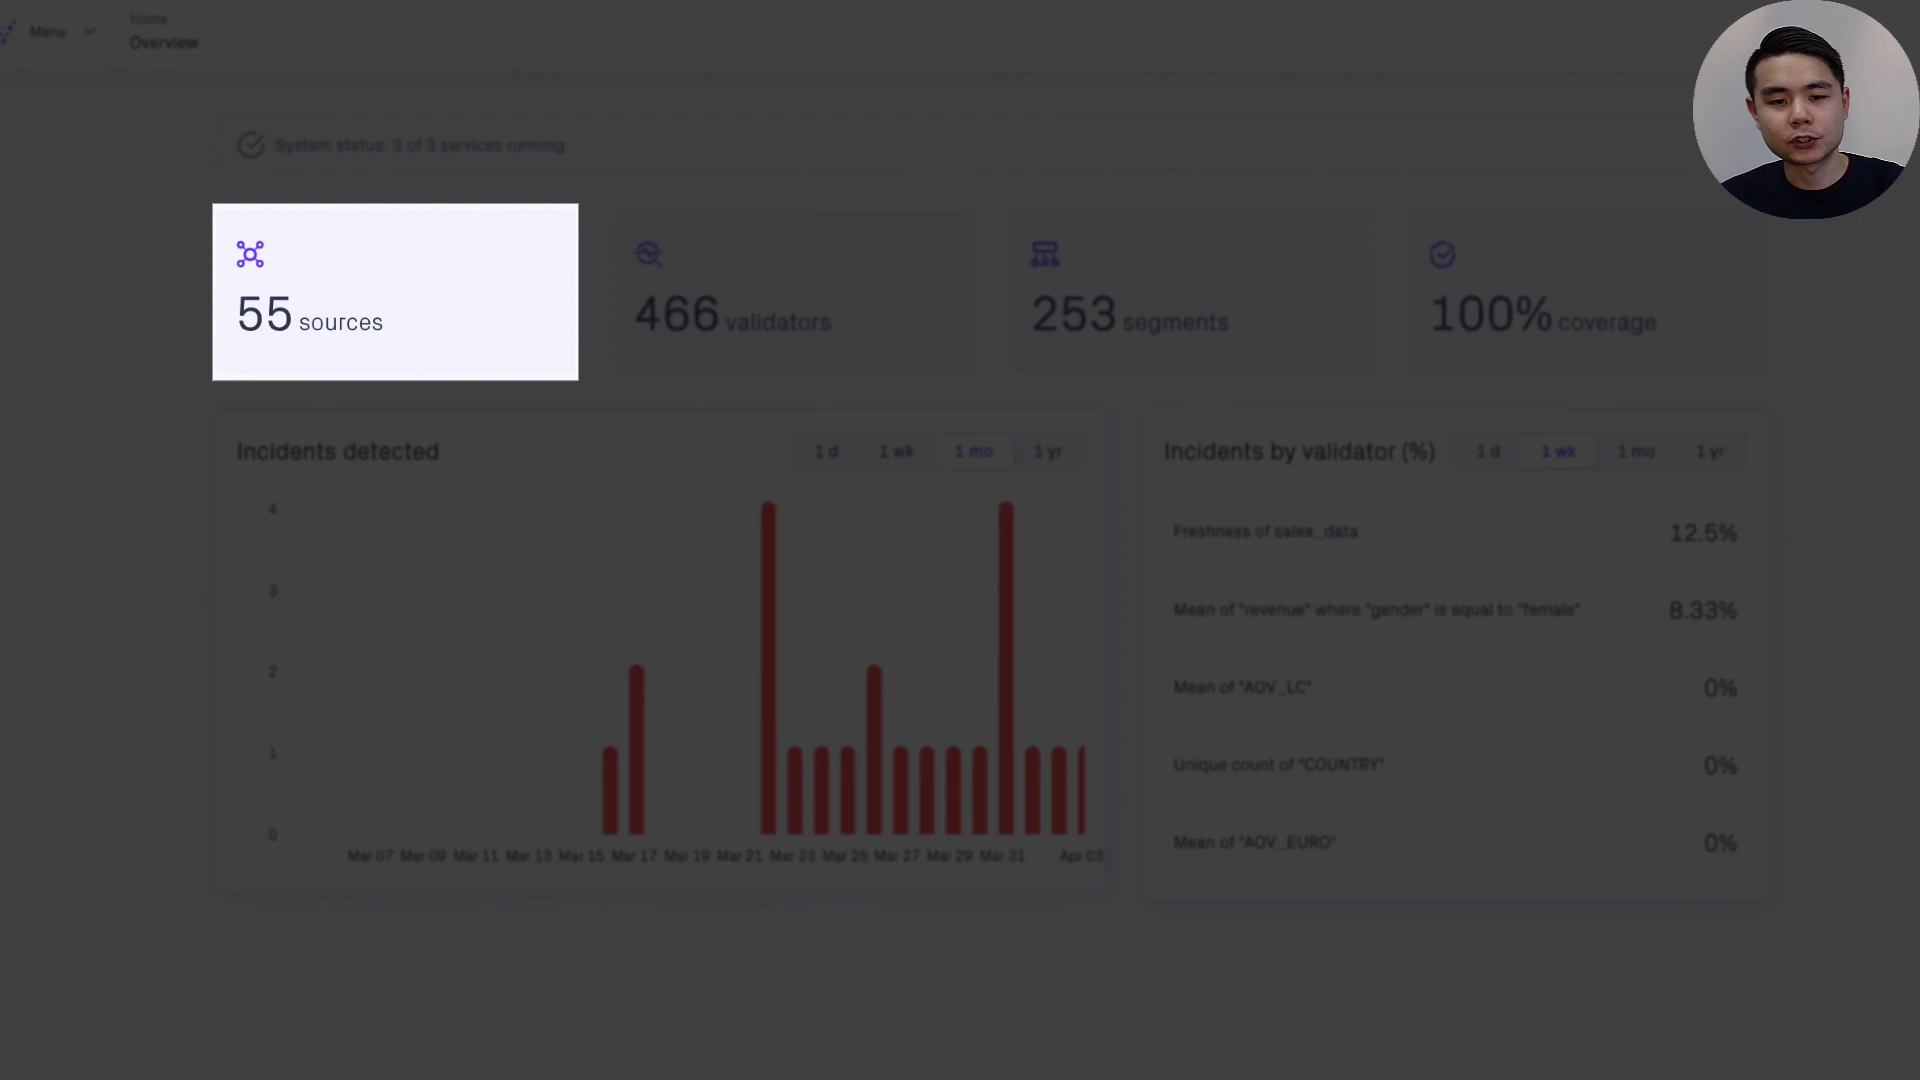 Menu
Home
Overview
System status: 3 of 3 services running
55 sources
466 validators
253 segments
100% coverage
Incidents detected
1 d 1 wk 1 mo 1 yr
4
3
2
1
0
Mar 07 Mar 09 Mar 11 Mar 13 Mar 15 Mar 17 Mar 19 Mar 21 Mar 23 Mar 25 Mar 27 Mar 29 Mar 31 Apr 03
Incidents by validator (%)
1 d 1 wk 1 mo 1 yr
Freshness of sales_data 12.5%
Mean of "revenue" where "gender" is equal to "female" 8.33%
Mean of "AOV_LC" 0%
Unique count of "COUNTRY" 0%
Mean of "AOV_EURO" 0%